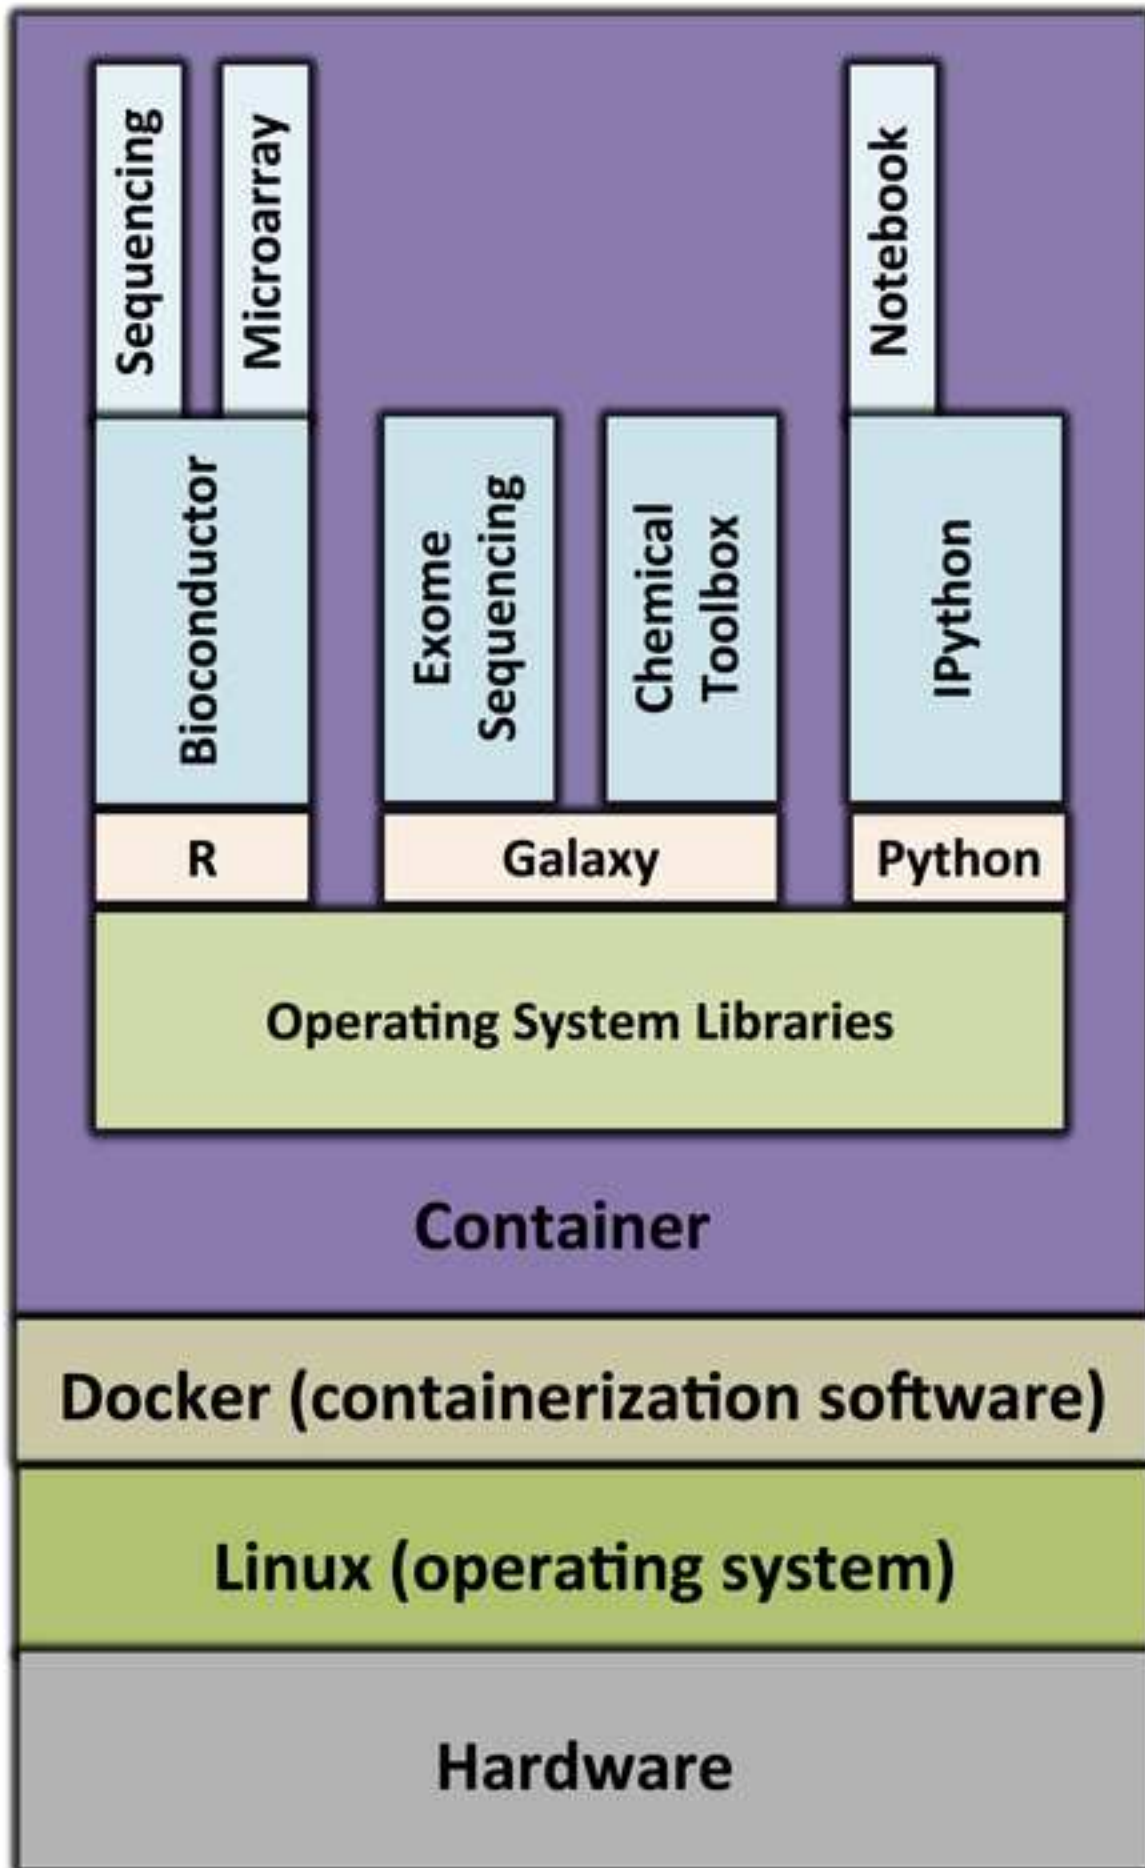 Sequencing
Microarray
Notebook
Bioconductor
Exome
Sequencing
Chemical
Toolbox
IPython
R
Galaxy
Python
Operating System Libraries
Container
Docker (containerization software)
Linux (operating system)
Hardware